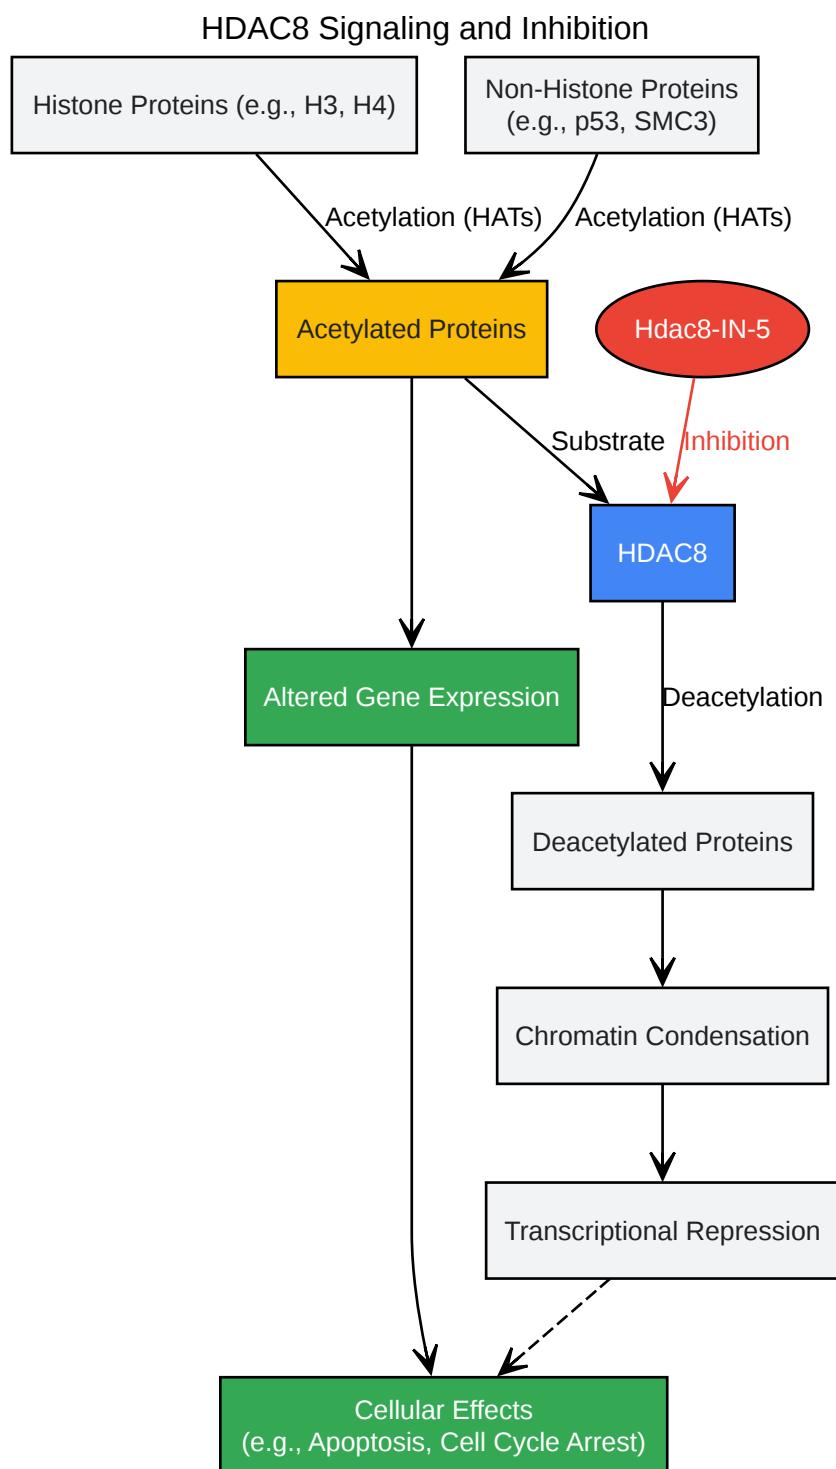 HDAC8 Signaling and Inhibition
Histone Proteins (e.g., H3, H4)
Non-Histone Proteins
(e.g., p53, SMC3)
Acetylation (HATs)
Acetylation (HATs)
Acetylated Proteins
Hdac8-IN-5
Substrate
Inhibition
HDAC8
Altered Gene Expression
Deacetylation
Deacetylated Proteins
Chromatin Condensation
Transcriptional Repression
Cellular Effects
(e.g., Apoptosis, Cell Cycle Arrest)